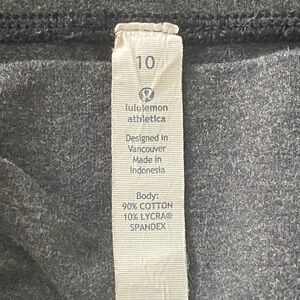 10
lululemon
athletica
Designed in
Vancouver
Made in
Indonesia
Body:
90% COTTON
10% LYCRA®
SPANDEX